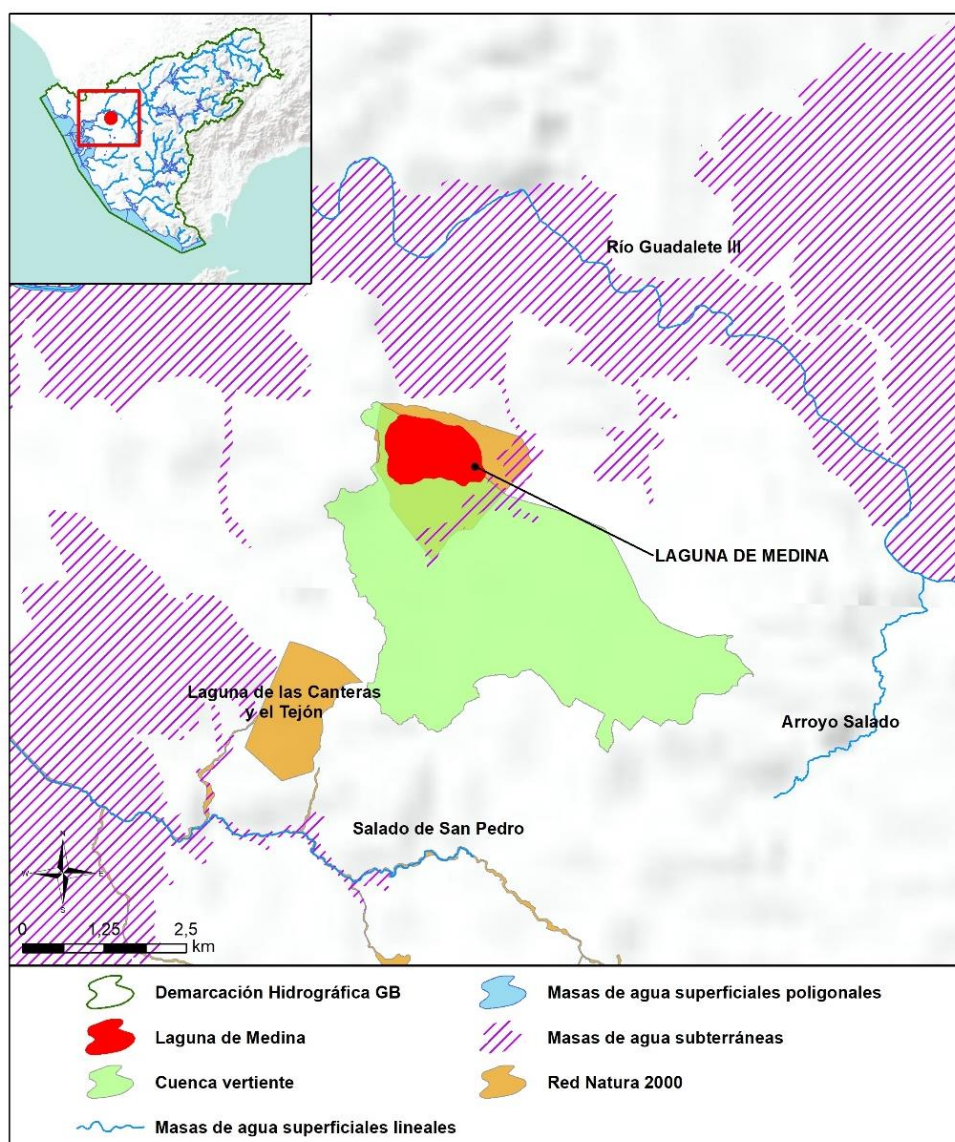 Río Guadalete III
LAGUNA DE MEDINA
Laguna de las Canteras
y el Tejón
Arroyo Salado
Salado de San Pedro
N
W
E
S
0 1,25 2,5
km
Demarcación Hidrográfica GB
Masas de agua superficiales poligonales
Laguna de Medina
Masas de agua subterráneas
Cuenca vertiente
Red Natura 2000
Masas de agua superficiales lineales